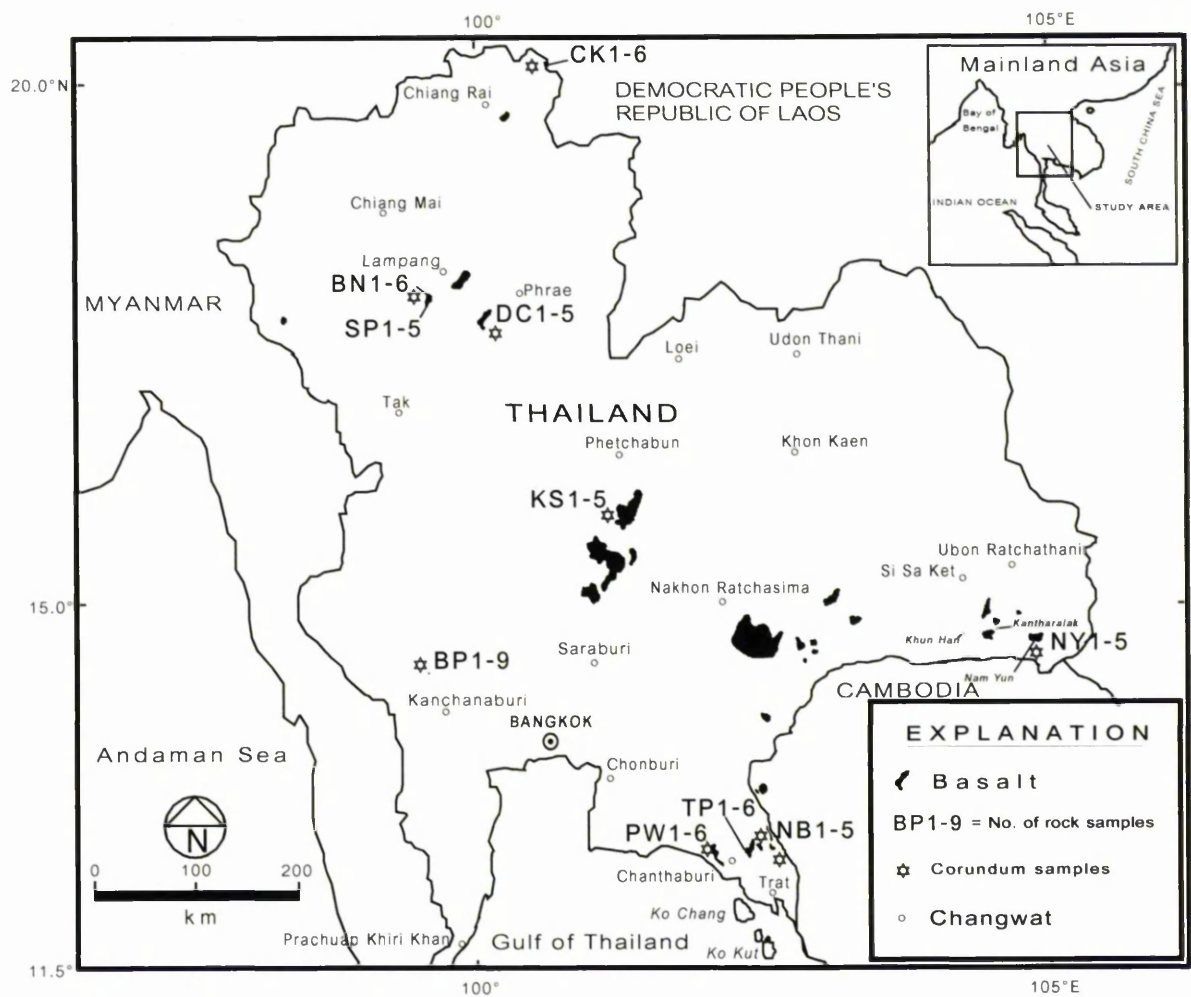 100°
105°E
CK1-6
20.0°N
Chiang Rai
DEMOCRATIC PEOPLE'S
REPUBLIC OF LAOS
Mainland Asia
Bay of
Bengal
SOUTH CHINA SEA
INDIAN OCEAN
STUDY AREA
Chiang Mai
Lampang
BN1-6
MYANMAR
SP1-5
Phrae
DC1-5
Loei
Udon Thani
Tak
THAILAND
Phetchabun
Khon Kaen
KS1-5
Ubon Ratchathani
Si Sa Ket
Nakhon Ratchasima
15.0°
Kantharalak
Khun Han
NY1-5
Nam Yun
Saraburi
BP1-9
Kanchanaburi
CAMBODIA
BANGKOK
Andaman Sea
Chonburi
N
TP1-6
PW1-6
NB1-5
Chanthaburi
Trat
0 100 200
km
Ko Chang
Prachuap Khiri Khan
Gulf of Thailand
Ko Kut
EXPLANATION
Basalt
BP1-9 = No. of rock samples
Corundum samples
Changwat
11.5°
100°
105°E